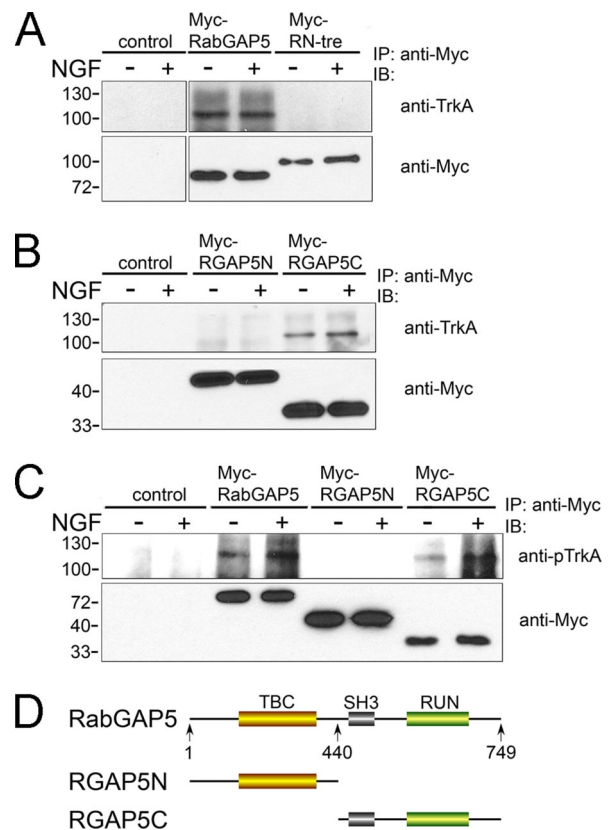 A
control
Myc-
RabGAP5
Myc-
RN-tre
IP: anti-Myc
NGF - + - + - + IB:
130-
100-
anti-TrkA
100-
72-
anti-Myc
B
control
Myc-
RGAP5N
Myc-
RGAP5C
IP: anti-Myc
NGF - + - + - + IB:
130-
100-
anti-TrkA
40-
33-
anti-Myc
C
control
Myc-
RabGAP5
Myc-
RGAP5N
Myc-
RGAP5C
IP: anti-Myc
NGF - + - + - + - + IB:
130-
100-
anti-pTrkA
72-
40-
33-
anti-Myc
D
TBC SH3 RUN
RabGAP5
1 440 749
RGAP5N
RGAP5C